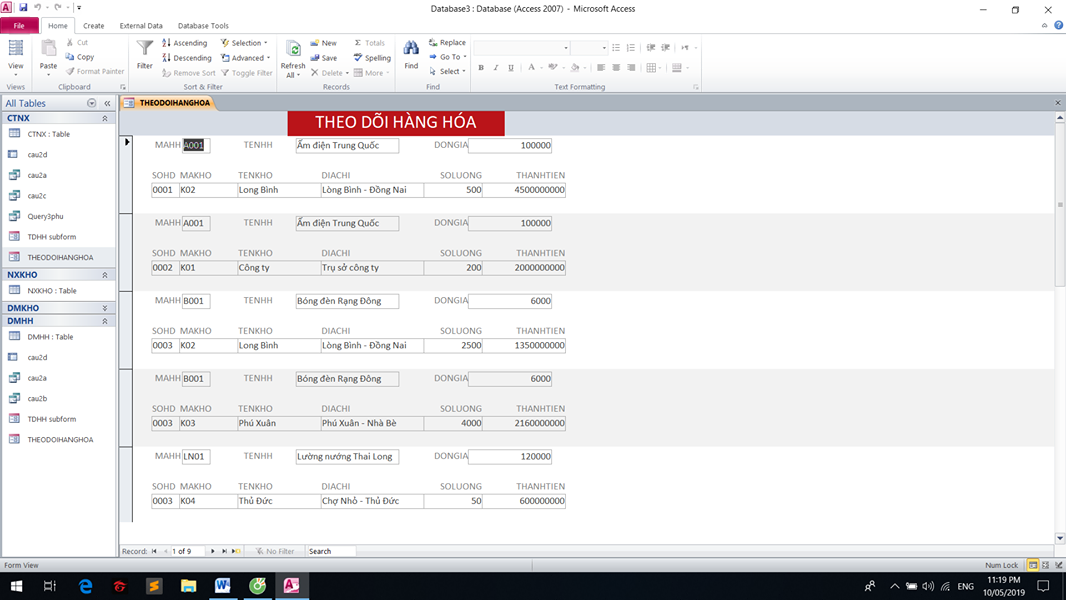 Database3 : Database (Access 2007) - Microsoft Access
File Home Create External Data Database Tools
View Paste Cut Copy Format Painter Filter Ascending Descending Remove Sort Selection Advanced Toggle Filter Refresh All New Save Delete Totals Spelling More Find Replace Go To Select B I U A
Views Clipboard Sort & Filter Records Find Text Formatting
All Tables
THEODOIHANGHOA
CTNX
CTNX : Table
cau2d
cau2a
cau2c
Query3phu
TDHH subform
THEODOIHANGHOA
NXKHO
NXKHO : Table
DMKHO
DMHH
DMHH : Table
cau2d
cau2a
cau2b
TDHH subform
THEODOIHANGHOA
THEO DÕI HÀNG HÓA
MAHH A001 TENHH Ấm điện Trung Quốc DONGIA 100000
SOHD MAKHO TENKHO DIACHI SOLUONG THANHTIEN
0001 K02 Long Bình Lòng Bình - Đồng Nai 500 4500000000
MAHH A001 TENHH Ấm điện Trung Quốc DONGIA 100000
SOHD MAKHO TENKHO DIACHI SOLUONG THANHTIEN
0002 K01 Công ty Trụ sở công ty 200 2000000000
MAHH B001 TENHH Bóng đèn Rạng Đông DONGIA 6000
SOHD MAKHO TENKHO DIACHI SOLUONG THANHTIEN
0003 K02 Long Bình Lòng Bình - Đồng Nai 2500 1350000000
MAHH B001 TENHH Bóng đèn Rạng Đông DONGIA 6000
SOHD MAKHO TENKHO DIACHI SOLUONG THANHTIEN
0003 K03 Phú Xuân Phú Xuân - Nhà Bè 4000 2160000000
MAHH LN01 TENHH Lường nướng Thai Long DONGIA 120000
SOHD MAKHO TENKHO DIACHI SOLUONG THANHTIEN
0003 K04 Thủ Đức Chợ Nhỏ - Thủ Đức 50 600000000
Record: 1 of 9 No Filter Search
Form View Num Lock
ENG 11:19 PM
10/05/2019